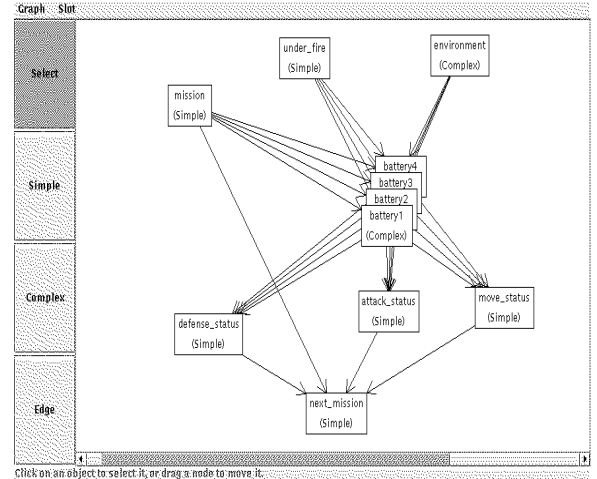 Graph Slot
Select
Simple
Complex
Edge
under_fire
(Simple)
environment
(Complex)
mission
(Simple)
battery4
battery3
battery2
battery1
(Complex)
attack_status
(Simple)
move_status
(Simple)
defense_status
(Simple)
next_mission
(Simple)
Click on an object to select it, or drag a node to move it.